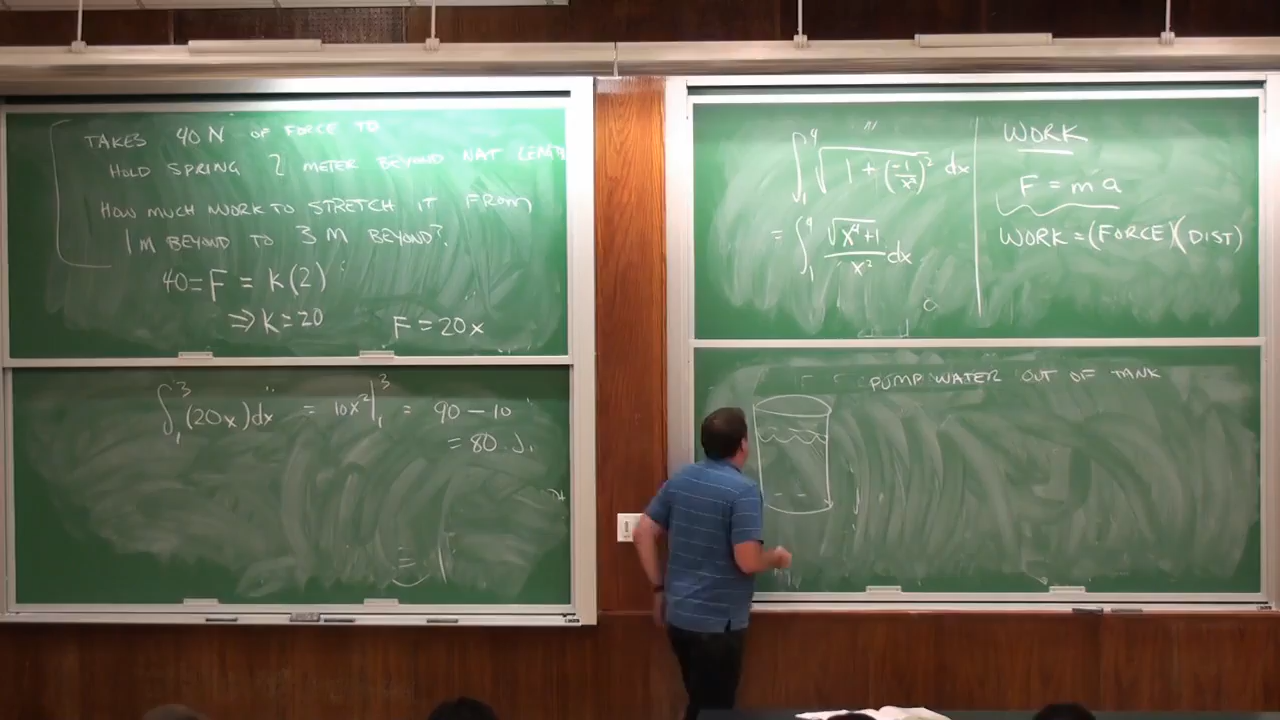 TAKES 40 N OF FORCE TO
HOLD SPRING 2 METER BEYOND NAT LENGTH
HOW MUCH WORK TO STRETCH IT FROM
1 M BEYOND TO 3 M BEYOND?
40 = F = K(2)
⇒ K = 20
F = 20x
∫₁³ (20x) dx = 10x²|₁³ = 90 − 10
= 80 J.
∫₁⁴ √(1 + (−1/x²)²) dx
= ∫₁⁴ √(x⁴+1)/x² dx
WORK
F = ma
WORK = (FORCE)(DIST)
PUMP WATER OUT OF TANK